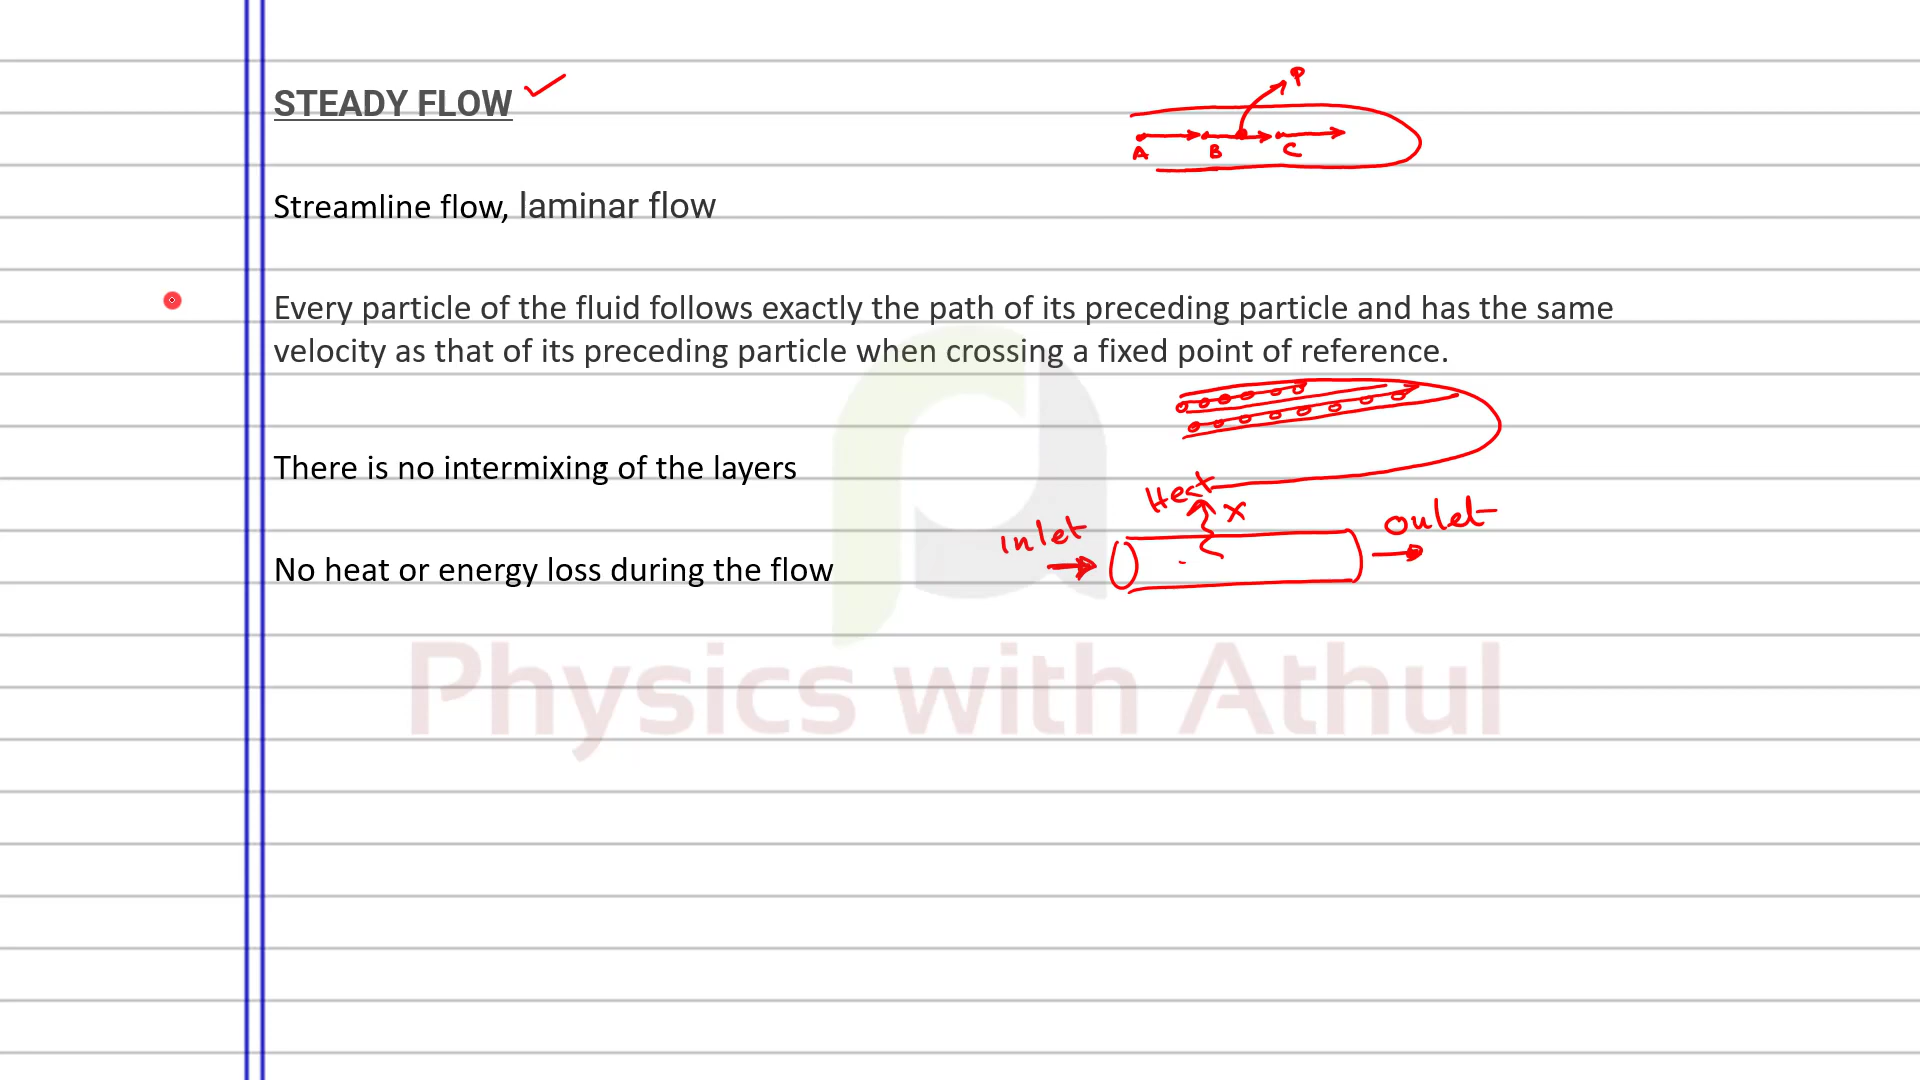 STEADY FLOW
P
A B C
Streamline flow, laminar flow
Every particle of the fluid follows exactly the path of its preceding particle and has the same
velocity as that of its preceding particle when crossing a fixed point of reference.
There is no intermixing of the layers
Heat x
inlet
oulet
No heat or energy loss during the flow
Physics with Athul